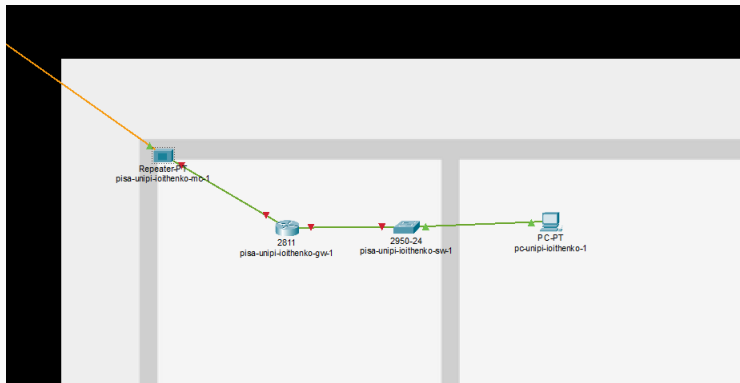 Repeater-PT
pisa-unipi-ioithenko-mc-1
2811
pisa-unipi-ioithenko-gw-1
2950-24
pisa-unipi-ioithenko-sw-1
PC-PT
pc-unipi-ioithenko-1